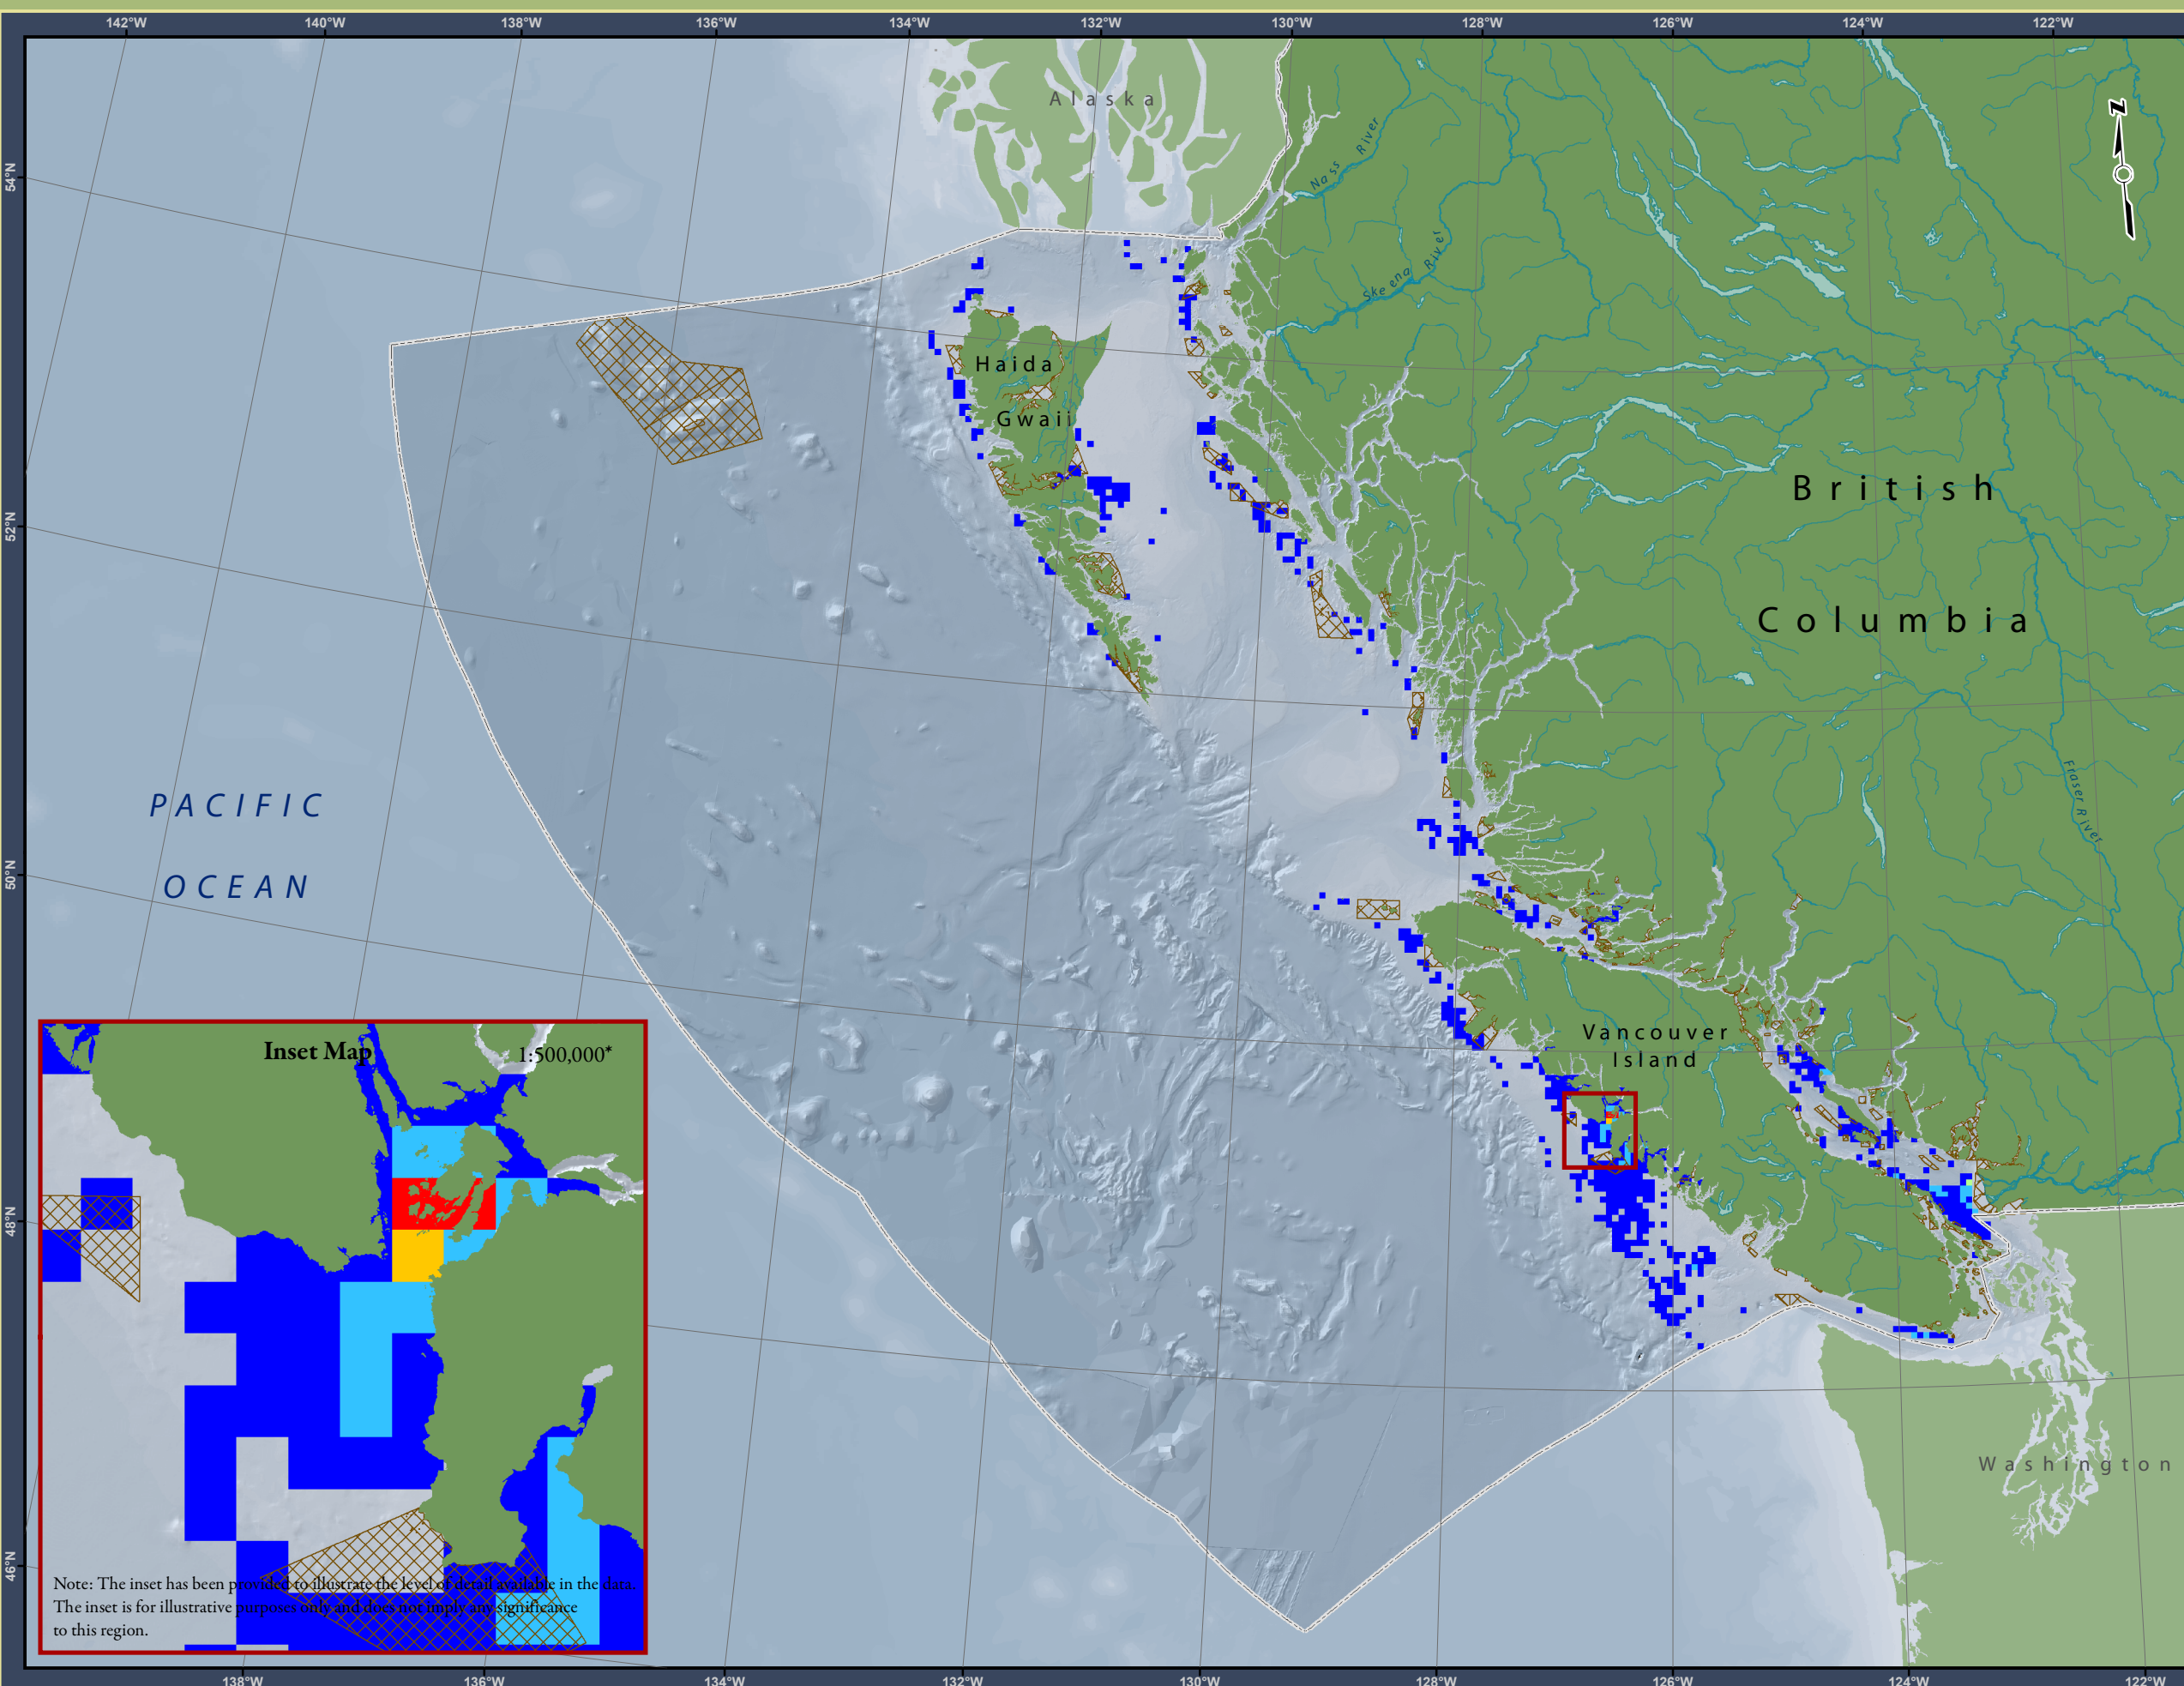 142°W 140°W 138°W 136°W 134°W 132°W 130°W 128°W 126°W 124°W 122°W
Alaska
N
Nass River
54°N
Skeena River
Haida
Gwaii
British
52°N
Columbia
Fraser River
PACIFIC
OCEAN
50°N
Vancouver
Island
Inset Map 1:500,000*
48°N
Washington
46°N
Note: The inset has been provided to illustrate the level of detail available in the data.
The inset is for illustrative purposes only and does not imply any significance
to this region.
138°W 136°W 134°W 132°W 130°W 128°W 126°W 124°W 122°W